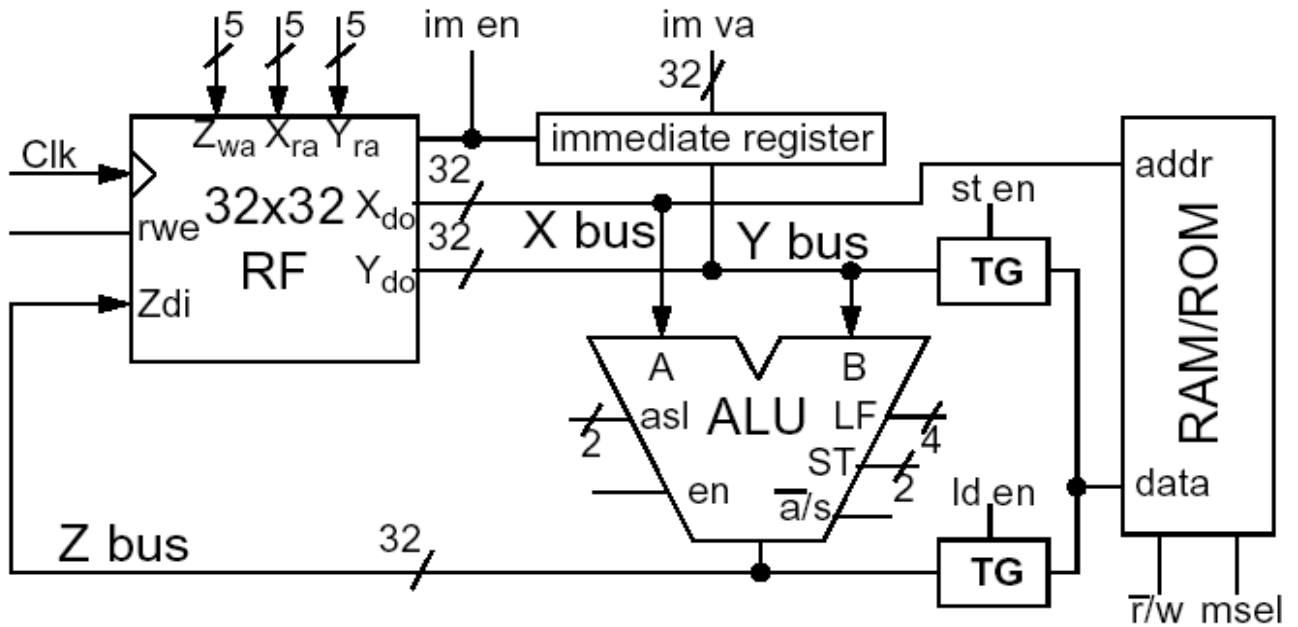 5 5 5 im en im va
32
Clk Zwa Xra Yra immediate register
32 addr
32x32 Xdo st en
rwe 32 X bus Y bus
RF Ydo TG
Zdi RAM/ROM
A B
asl ALU LF
2 4
ST
2 ld en data
en a̅/s
Z bus 32
TG
r̅/w msel